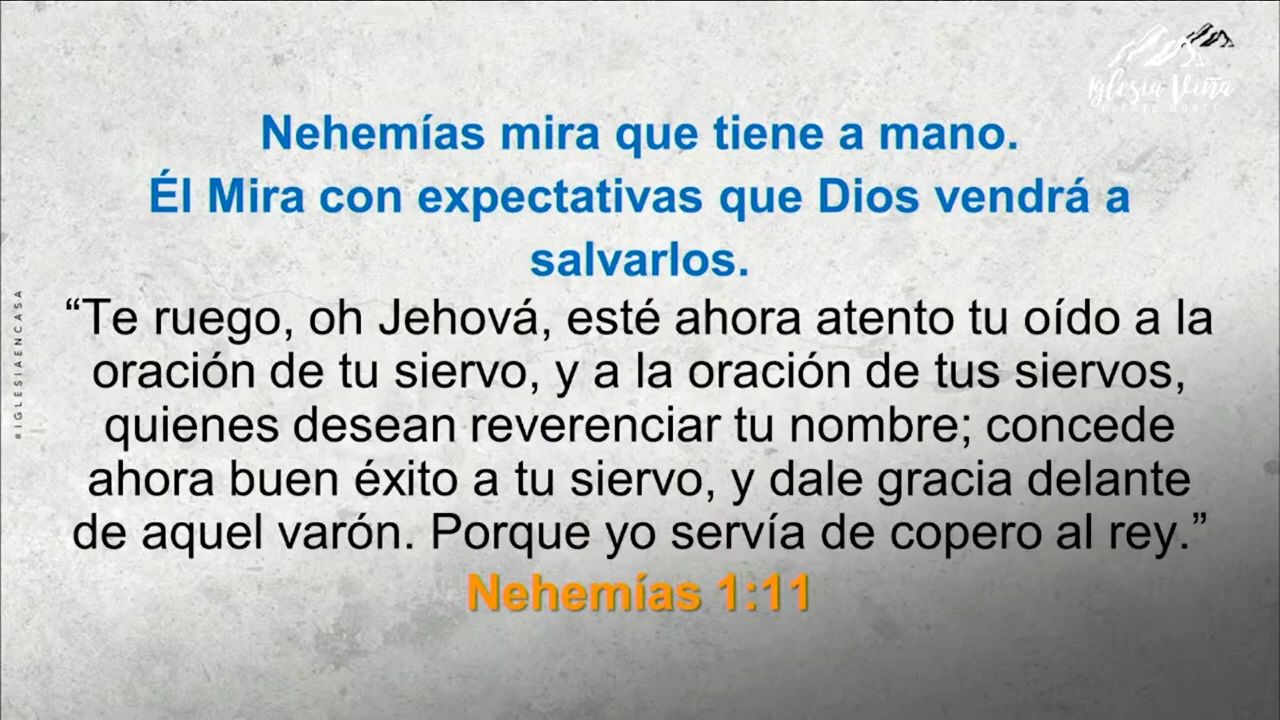 Iglesia Viña
Nehemías mira que tiene a mano.
Él Mira con expectativas que Dios vendrá a
salvarlos.
“Te ruego, oh Jehová, esté ahora atento tu oído a la
oración de tu siervo, y a la oración de tus siervos,
quienes desean reverenciar tu nombre; concede
ahora buen éxito a tu siervo, y dale gracia delante
de aquel varón. Porque yo servía de copero al rey.”
Nehemías 1:11
#IGLESIAENCASA